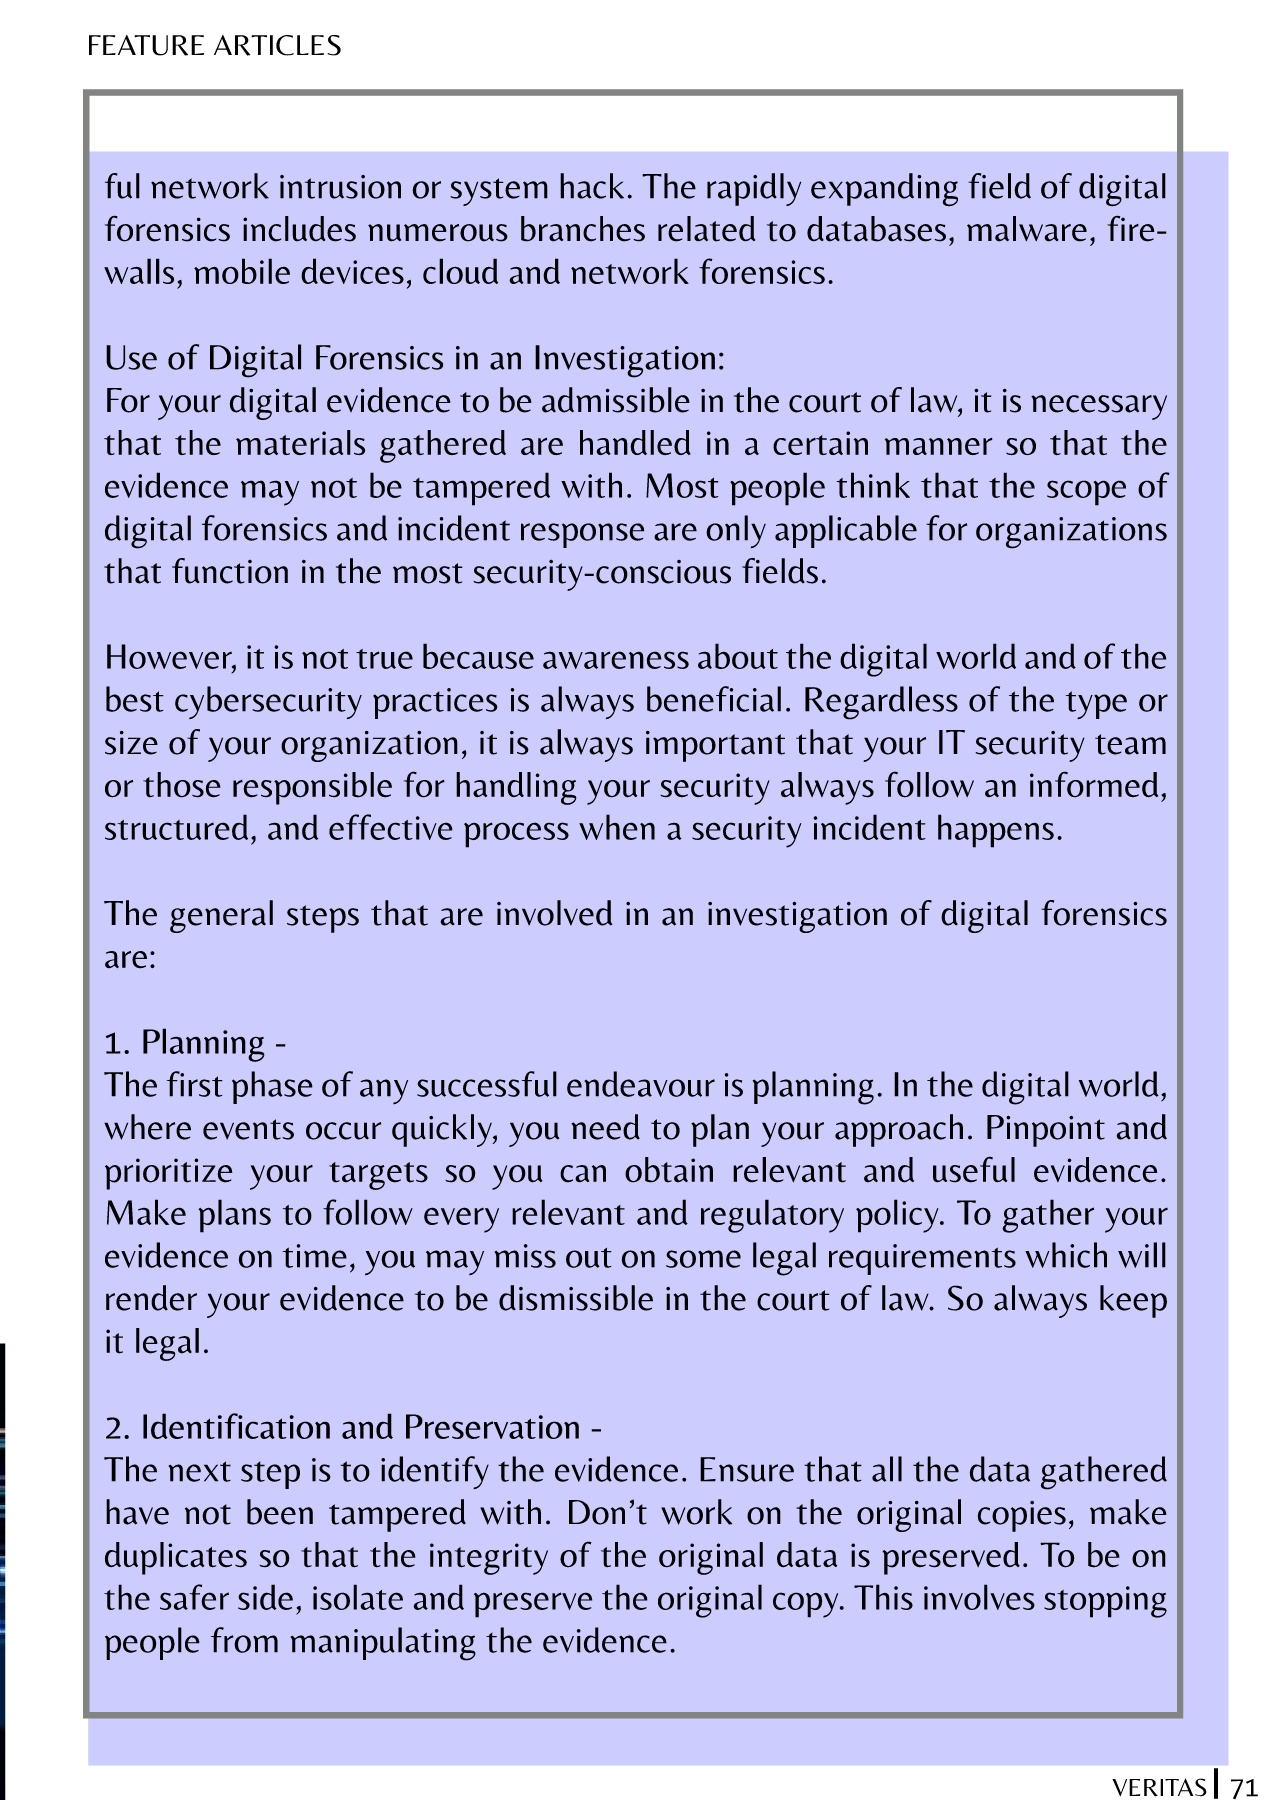 FEATURE ARTICLES
ful network intrusion or system hack. The rapidly expanding field of digital
forensics includes numerous branches related to databases, malware, fire-
walls, mobile devices, cloud and network forensics.
Use of Digital Forensics in an Investigation:
For your digital evidence to be admissible in the court of law, it is necessary
that the materials gathered are handled in a certain manner so that the
evidence may not be tampered with. Most people think that the scope of
digital forensics and incident response are only applicable for organizations
that function in the most security-conscious fields.
However, it is not true because awareness about the digital world and of the
best cybersecurity practices is always beneficial. Regardless of the type or
size of your organization, it is always important that your IT security team
or those responsible for handling your security always follow an informed,
structured, and effective process when a security incident happens.
The general steps that are involved in an investigation of digital forensics
are:
1. Planning -
The first phase of any successful endeavour is planning. In the digital world,
where events occur quickly, you need to plan your approach. Pinpoint and
prioritize your targets so you can obtain relevant and useful evidence.
Make plans to follow every relevant and regulatory policy. To gather your
evidence on time, you may miss out on some legal requirements which will
render your evidence to be dismissible in the court of law. So always keep
it legal.
2. Identification and Preservation -
The next step is to identify the evidence. Ensure that all the data gathered
have not been tampered with. Don’t work on the original copies, make
duplicates so that the integrity of the original data is preserved. To be on
the safer side, isolate and preserve the original copy. This involves stopping
people from manipulating the evidence.
VERITAS 71